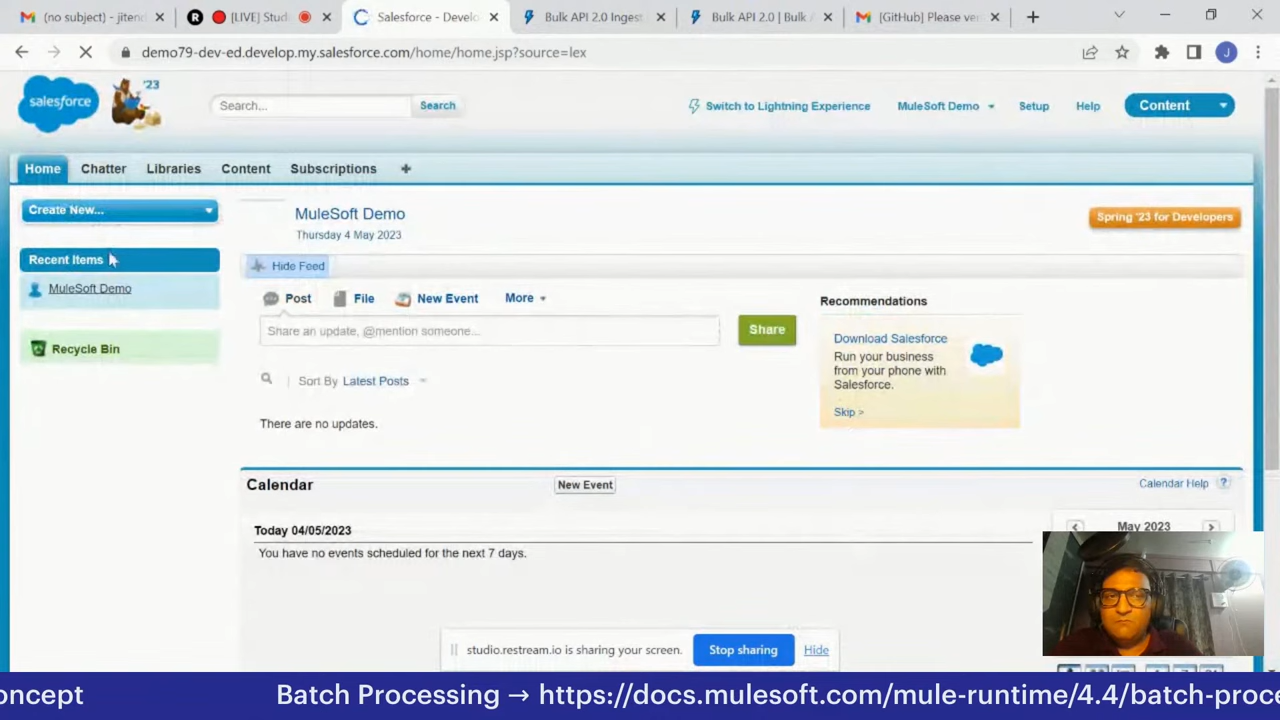 (no subject) - jitend
[LIVE] Studi
Salesforce - Develo
Bulk API 2.0 Ingest
Bulk API 2.0 | Bulk A
[GitHub] Please ver
demo79-dev-ed.develop.my.salesforce.com/home/home.jsp?source=lex
J
salesforce
'23
Search...
Search
Switch to Lightning Experience
MuleSoft Demo
Setup
Help
Content
Home
Chatter
Libraries
Content
Subscriptions
Create New...
MuleSoft Demo
Thursday 4 May 2023
Spring '23 for Developers
Recent Items
MuleSoft Demo
Recycle Bin
Hide Feed
Post
File
New Event
More
Share an update, @mention someone...
Share
Sort By Latest Posts
There are no updates.
Recommendations
Download Salesforce
Run your business
from your phone with
Salesforce.
Skip >
Calendar
New Event
Calendar Help ?
Today 04/05/2023
You have no events scheduled for the next 7 days.
May 2023
studio.restream.io is sharing your screen.
Stop sharing
Hide
oncept
Batch Processing → https://docs.mulesoft.com/mule-runtime/4.4/batch-proce